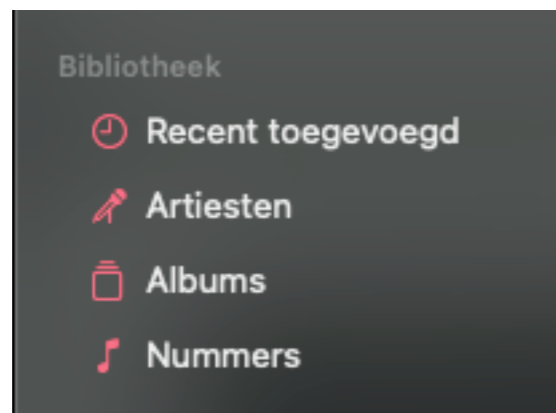 Bibliotheek
Recent toegevoegd
Artiesten
Albums
Nummers